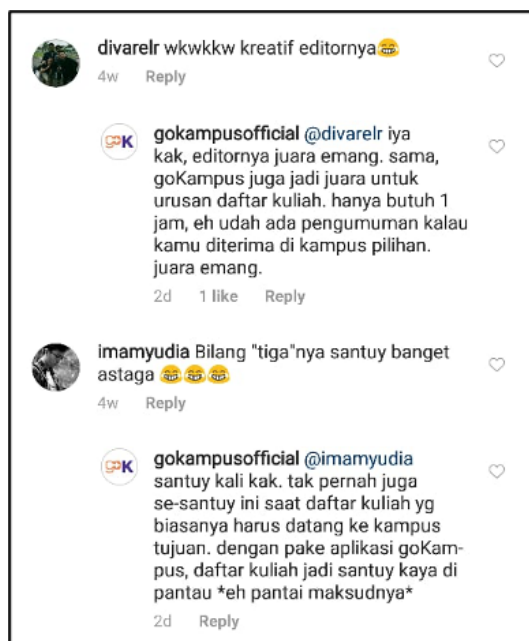 divarelr wkwkkw kreatif editornya😂
4w Reply
goK
gokampusofficial @divarelr iya
kak, editornya juara emang. sama,
goKampus juga jadi juara untuk
urusan daftar kuliah. hanya butuh 1
jam, eh udah ada pengumuman kalau
kamu diterima di kampus pilihan.
juara emang.
2d 1 like Reply
imamyudia Bilang "tiga"nya santuy banget
astaga 😂😂😂
4w Reply
goK
gokampusofficial @imamyudia
santuy kali kak. tak pernah juga
se-santuy ini saat daftar kuliah yg
biasanya harus datang ke kampus
tujuan. dengan pake aplikasi goKam-
pus, daftar kuliah jadi santuy kaya di
pantau *eh pantai maksudnya*
2d Reply